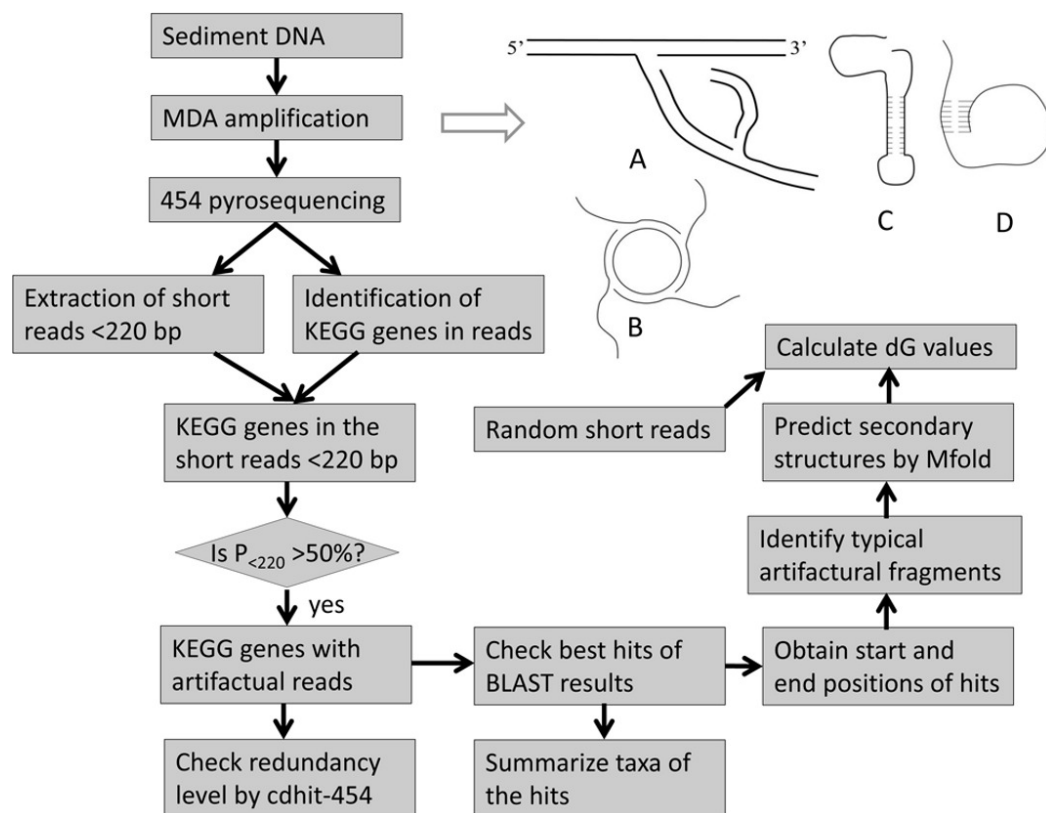 Sediment DNA
MDA amplification
454 pyrosequencing
Extraction of short
reads <220 bp
Identification of
KEGG genes in reads
KEGG genes in the
short reads <220 bp
Is P<220 >50%?
yes
KEGG genes with
artifactual reads
Check redundancy
level by cdhit-454
Check best hits of
BLAST results
Summarize taxa of
the hits
Obtain start and
end positions of hits
Identify typical
artifactural fragments
Predict secondary
structures by Mfold
Random short reads
Calculate dG values
5’
3’
A
B
C
D